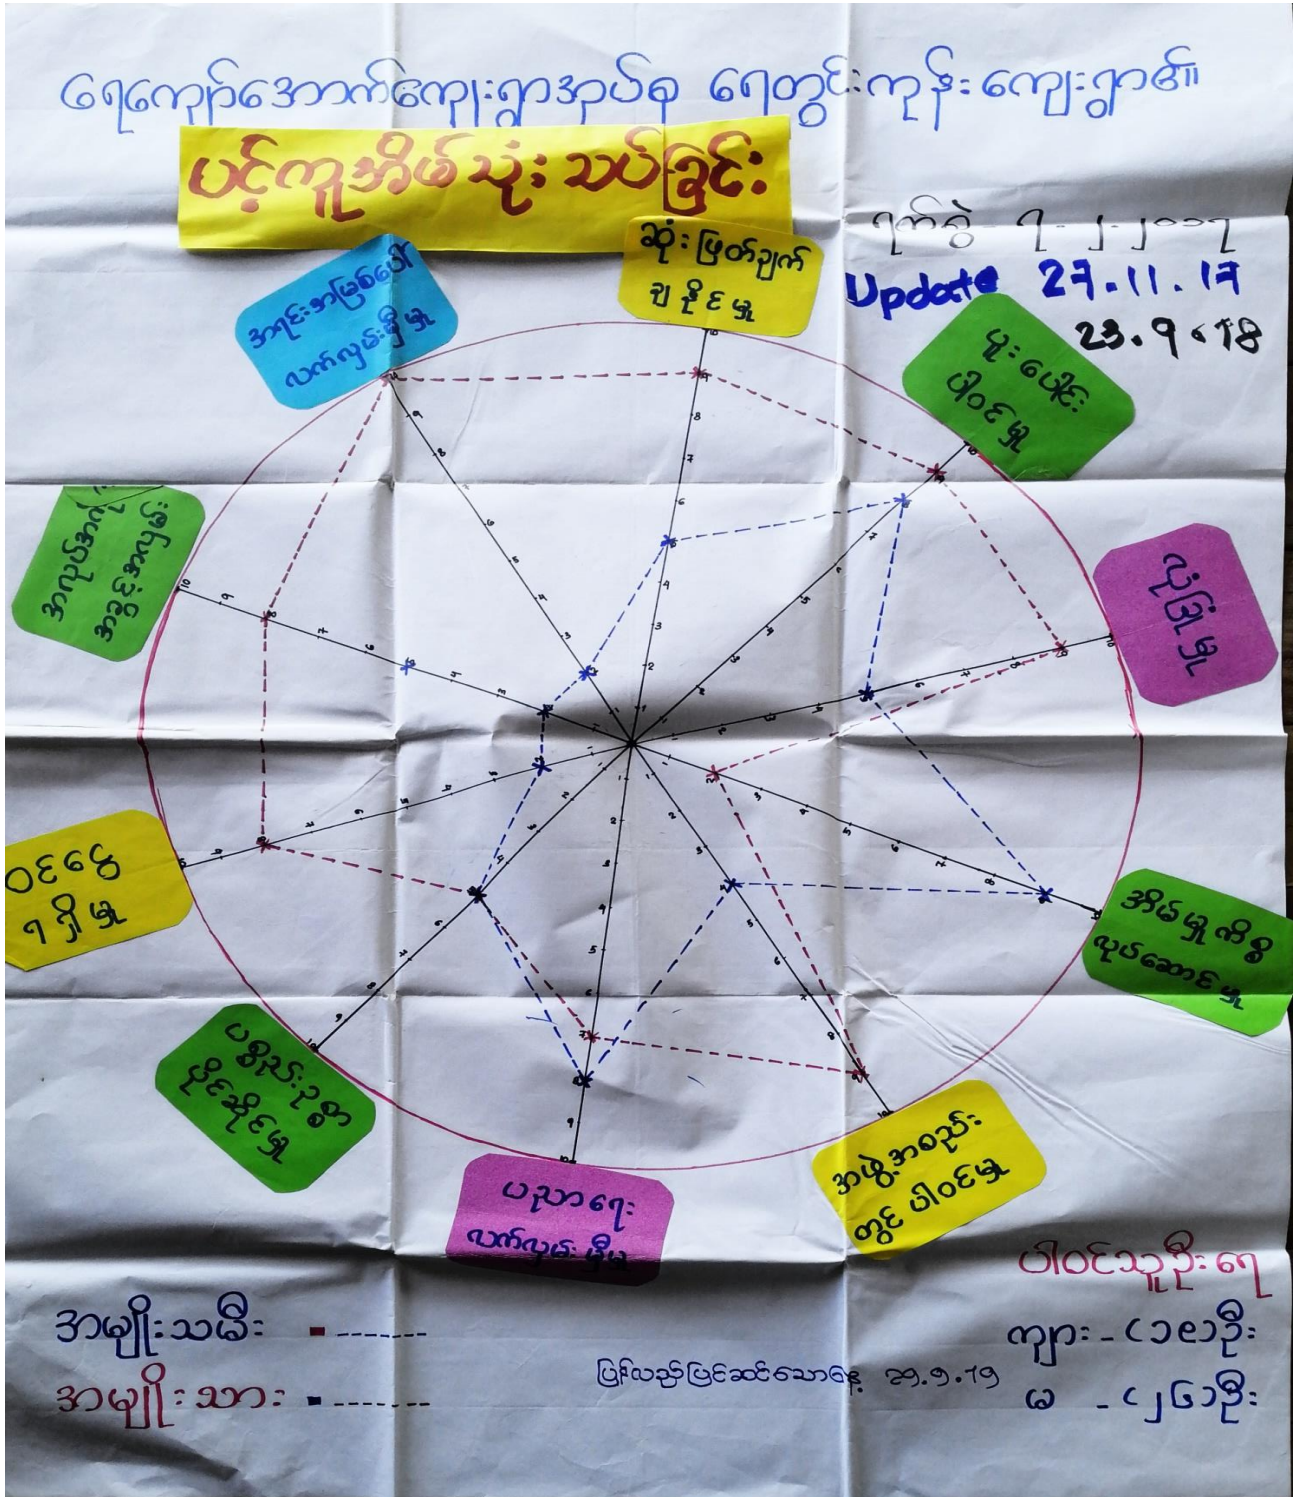 ရေကျော်အောက်ကျေးရွာအုပ်စု ရေတွင်းကုန်းကျေးရွာ၏
ပင့်ကူအိမ်သုံးသပ်ခြင်း
ရက်စွဲ - ၇.၂.၂၀၁၇
Update 27.11.17
23.9.18
ဆုံးဖြတ်ချက်
ချနိုင်မှု
အရင်းအမြစ်ပေါ်
လက်လှမ်းမှီမှု
ပူးပေါင်း
ပါဝင်မှု
အလုပ်အကို
အခွင့်အလမ်း
လုံခြုံမှု
ဝင်ငွေ
ရရှိမှု
အိမ်မှုကိစ္စ
လုပ်ဆောင်မှု
ပစ္စည်းဥစ္စာ
ပိုင်ဆိုင်မှု
ပညာရေး
လက်လှမ်းမှီမှု
အဖွဲ့အစည်း
တွင် ပါဝင်မှု
ပါဝင်သူဦးရေ
အမျိုးသမီး
ကျား - (၁၉)ဦး
အမျိုးသား
မ - (၂၆)ဦး
ပြန်လည်ပြင်ဆင်သောနေ့ 29.9.19